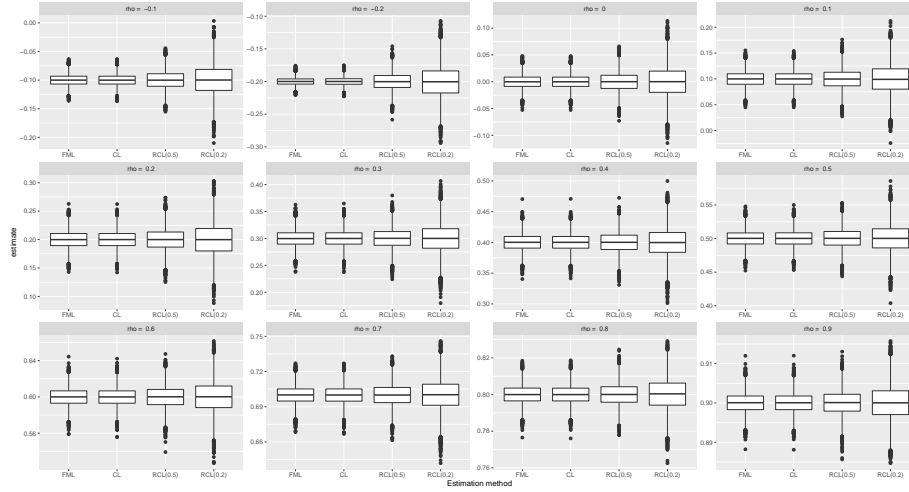 rho = −0.1
rho = −0.2
rho = 0
rho = 0.1
0.00
−0.05
−0.10
−0.15
−0.20
−0.10
−0.15
−0.20
−0.25
−0.30
0.10
0.05
0.00
−0.05
−0.10
0.20
0.15
0.10
0.05
0.00
FML CL RCL(0.5) RCL(0.2)
FML CL RCL(0.5) RCL(0.2)
FML CL RCL(0.5) RCL(0.2)
FML CL RCL(0.5) RCL(0.2)
rho = 0.2
rho = 0.3
rho = 0.4
rho = 0.5
estimate
0.30
0.25
0.20
0.15
0.10
0.40
0.35
0.30
0.25
0.20
0.50
0.45
0.40
0.35
0.30
0.55
0.50
0.45
0.40
FML CL RCL(0.5) RCL(0.2)
FML CL RCL(0.5) RCL(0.2)
FML CL RCL(0.5) RCL(0.2)
FML CL RCL(0.5) RCL(0.2)
rho = 0.6
rho = 0.7
rho = 0.8
rho = 0.9
0.64
0.60
0.56
0.75
0.70
0.66
0.82
0.80
0.78
0.76
0.91
0.90
0.89
FML CL RCL(0.5) RCL(0.2)
FML CL RCL(0.5) RCL(0.2)
FML CL RCL(0.5) RCL(0.2)
FML CL RCL(0.5) RCL(0.2)
Estimation method